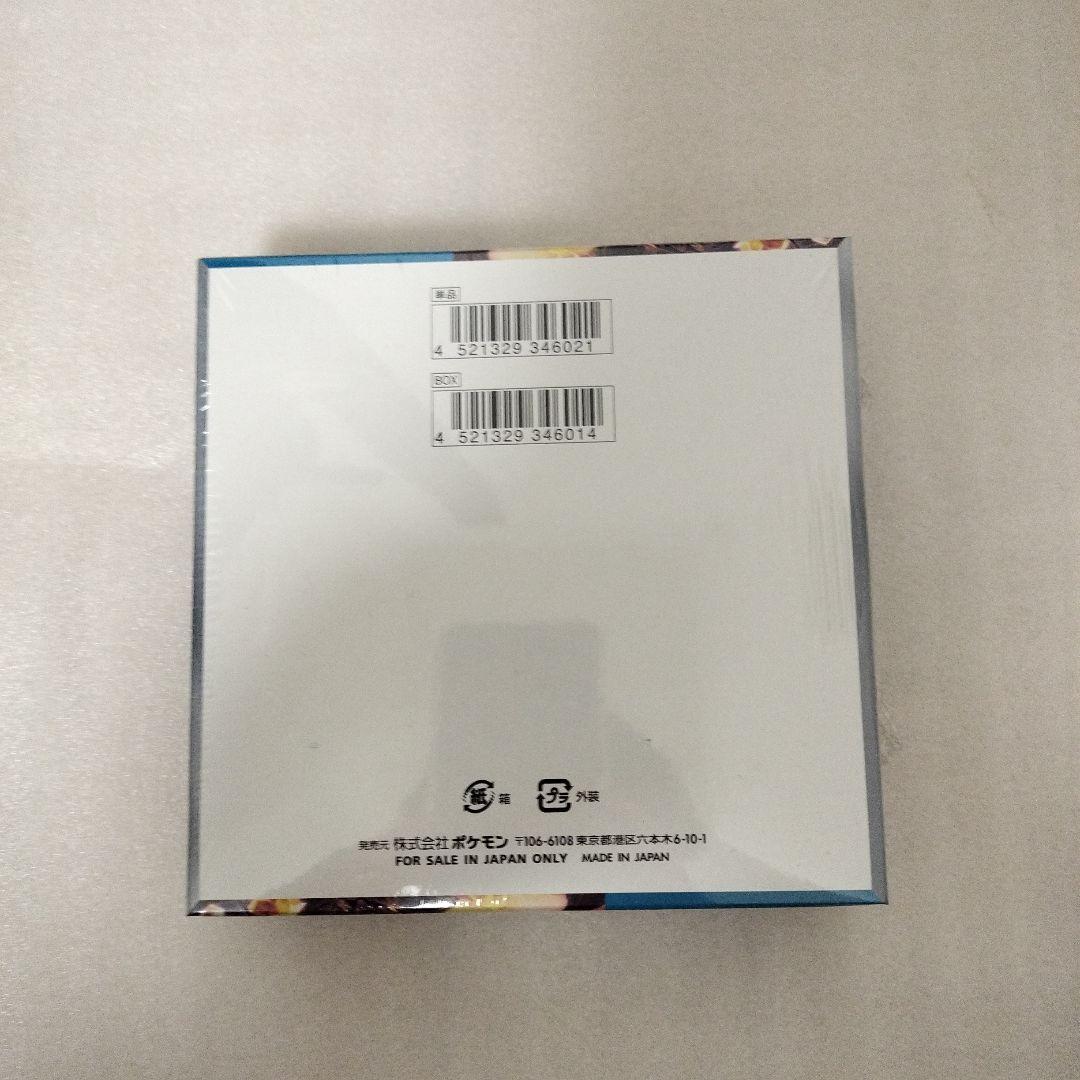 単品
4 521329 346021
BOX
4 521329 346014
紙 箱 プラ 外装
発売元 株式会社 ポケモン 〒106-6108 東京都港区六本木6-10-1
FOR SALE IN JAPAN ONLY MADE IN JAPAN